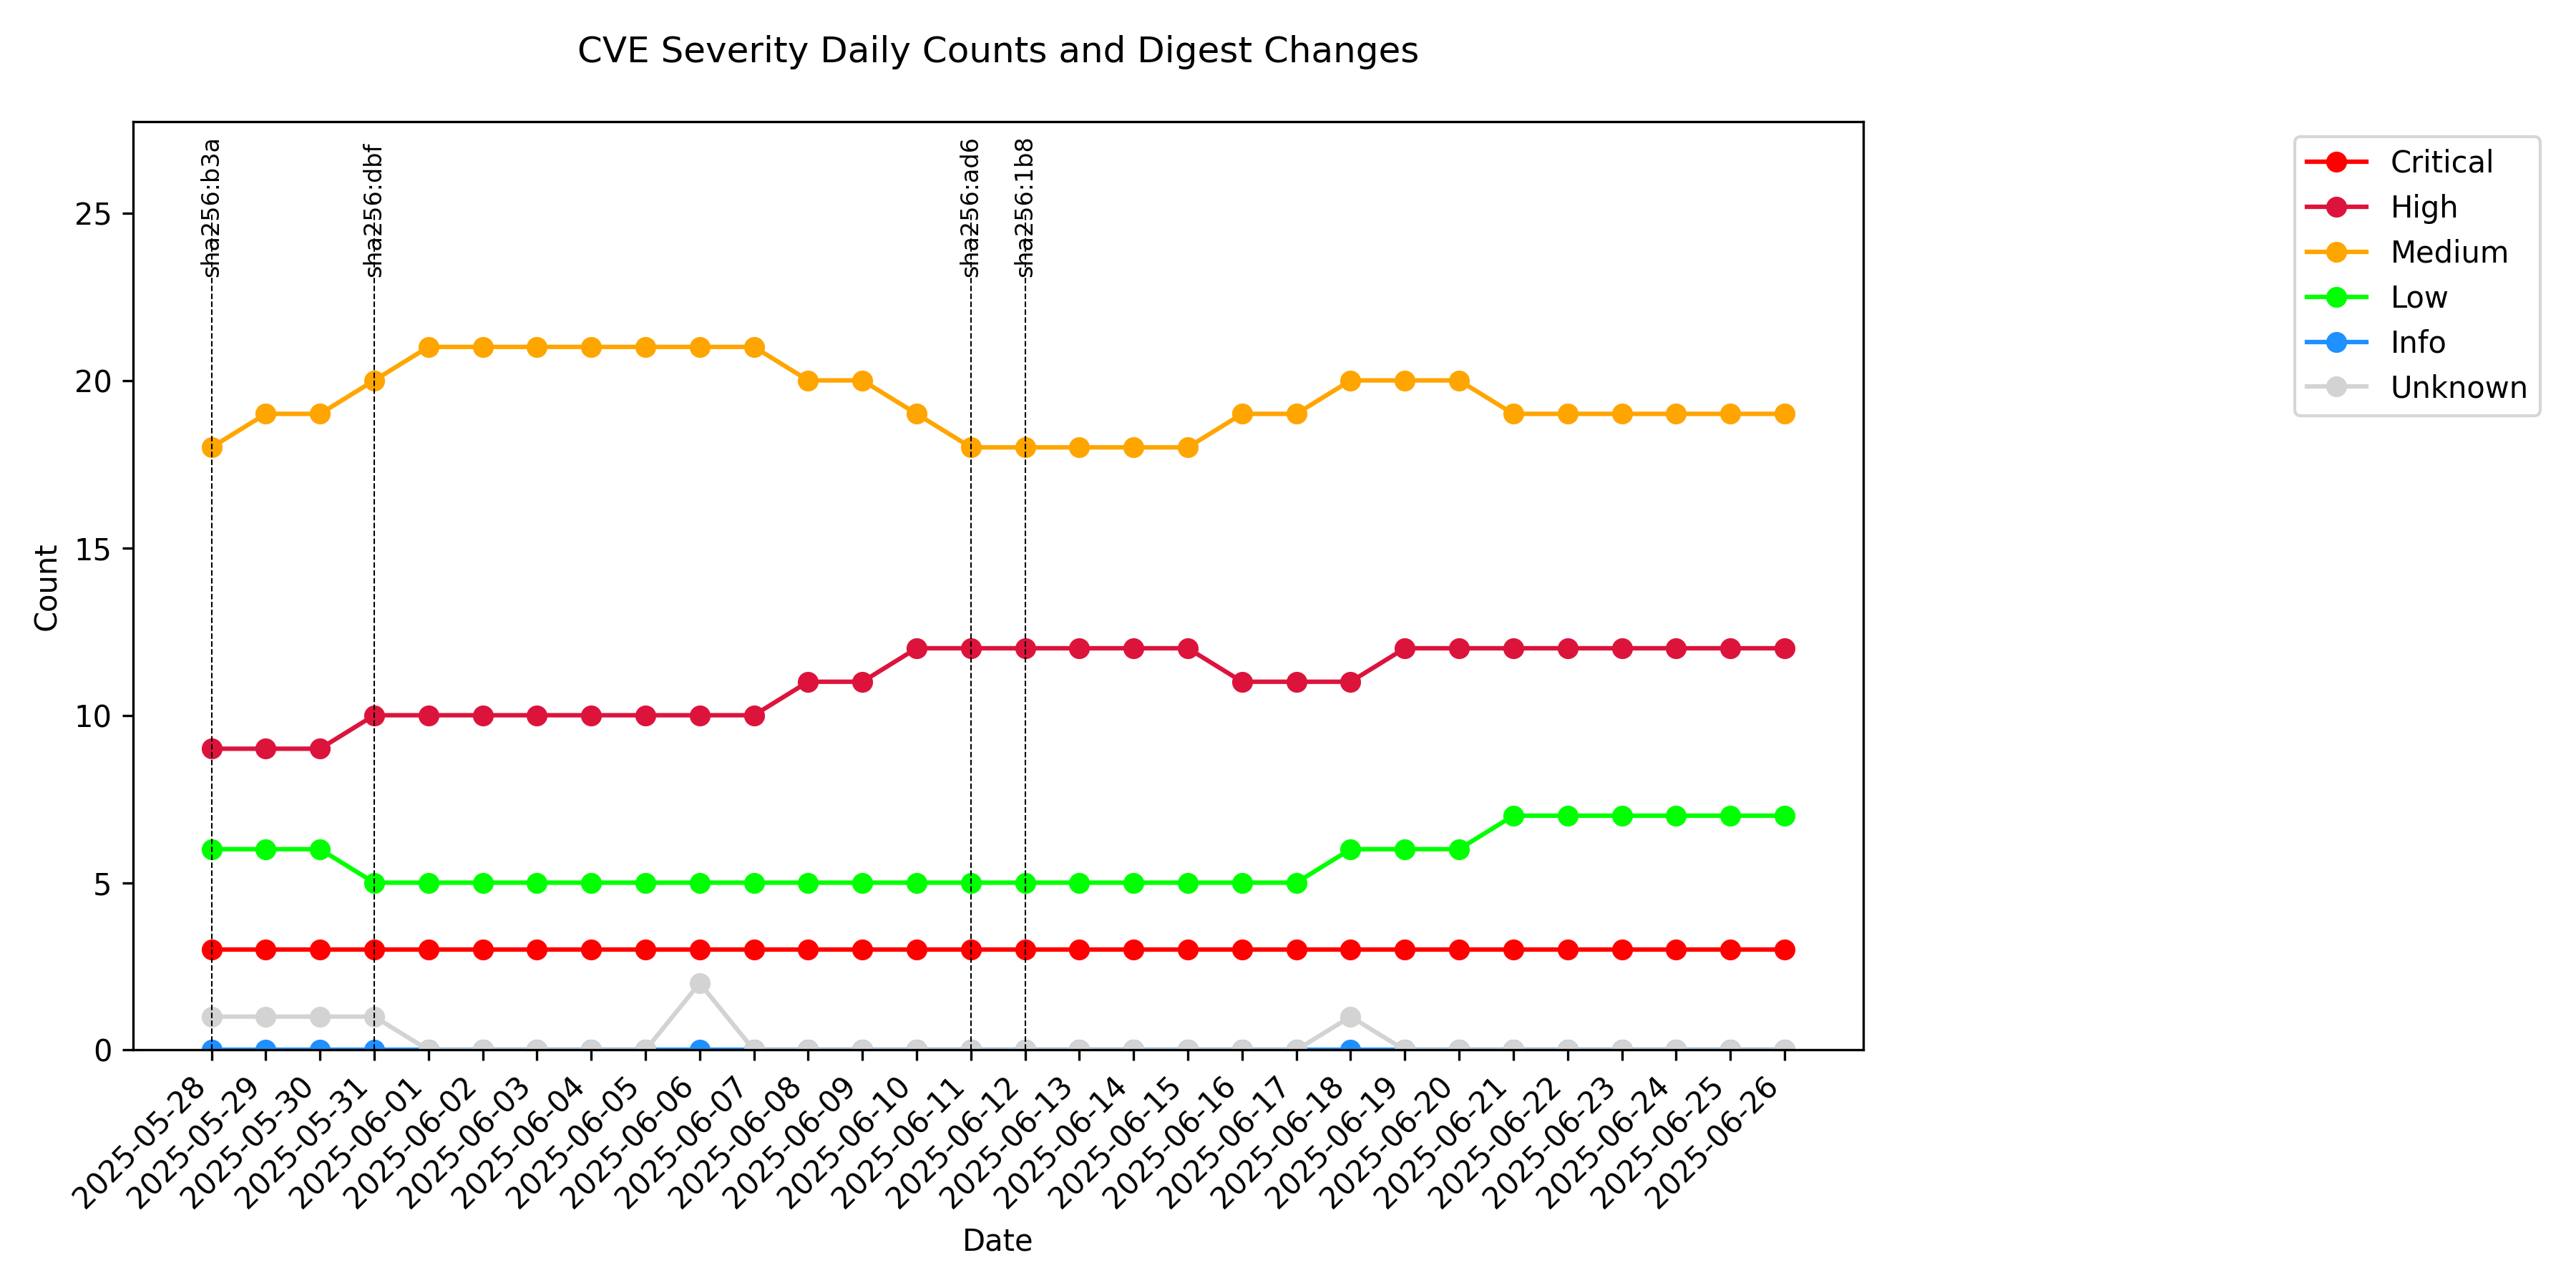 CVE Severity Daily Counts and Digest Changes
sha256:b3a
sha256:dbf
sha256:ad6
sha256:1b8
Critical
High
Medium
Low
Info
Unknown
25
20
15
10
5
0
Count
2025-05-28
2025-05-29
2025-05-30
2025-05-31
2025-06-01
2025-06-02
2025-06-03
2025-06-04
2025-06-05
2025-06-06
2025-06-07
2025-06-08
2025-06-09
2025-06-10
2025-06-11
2025-06-12
2025-06-13
2025-06-14
2025-06-15
2025-06-16
2025-06-17
2025-06-18
2025-06-19
2025-06-20
2025-06-21
2025-06-22
2025-06-23
2025-06-24
2025-06-25
2025-06-26
Date